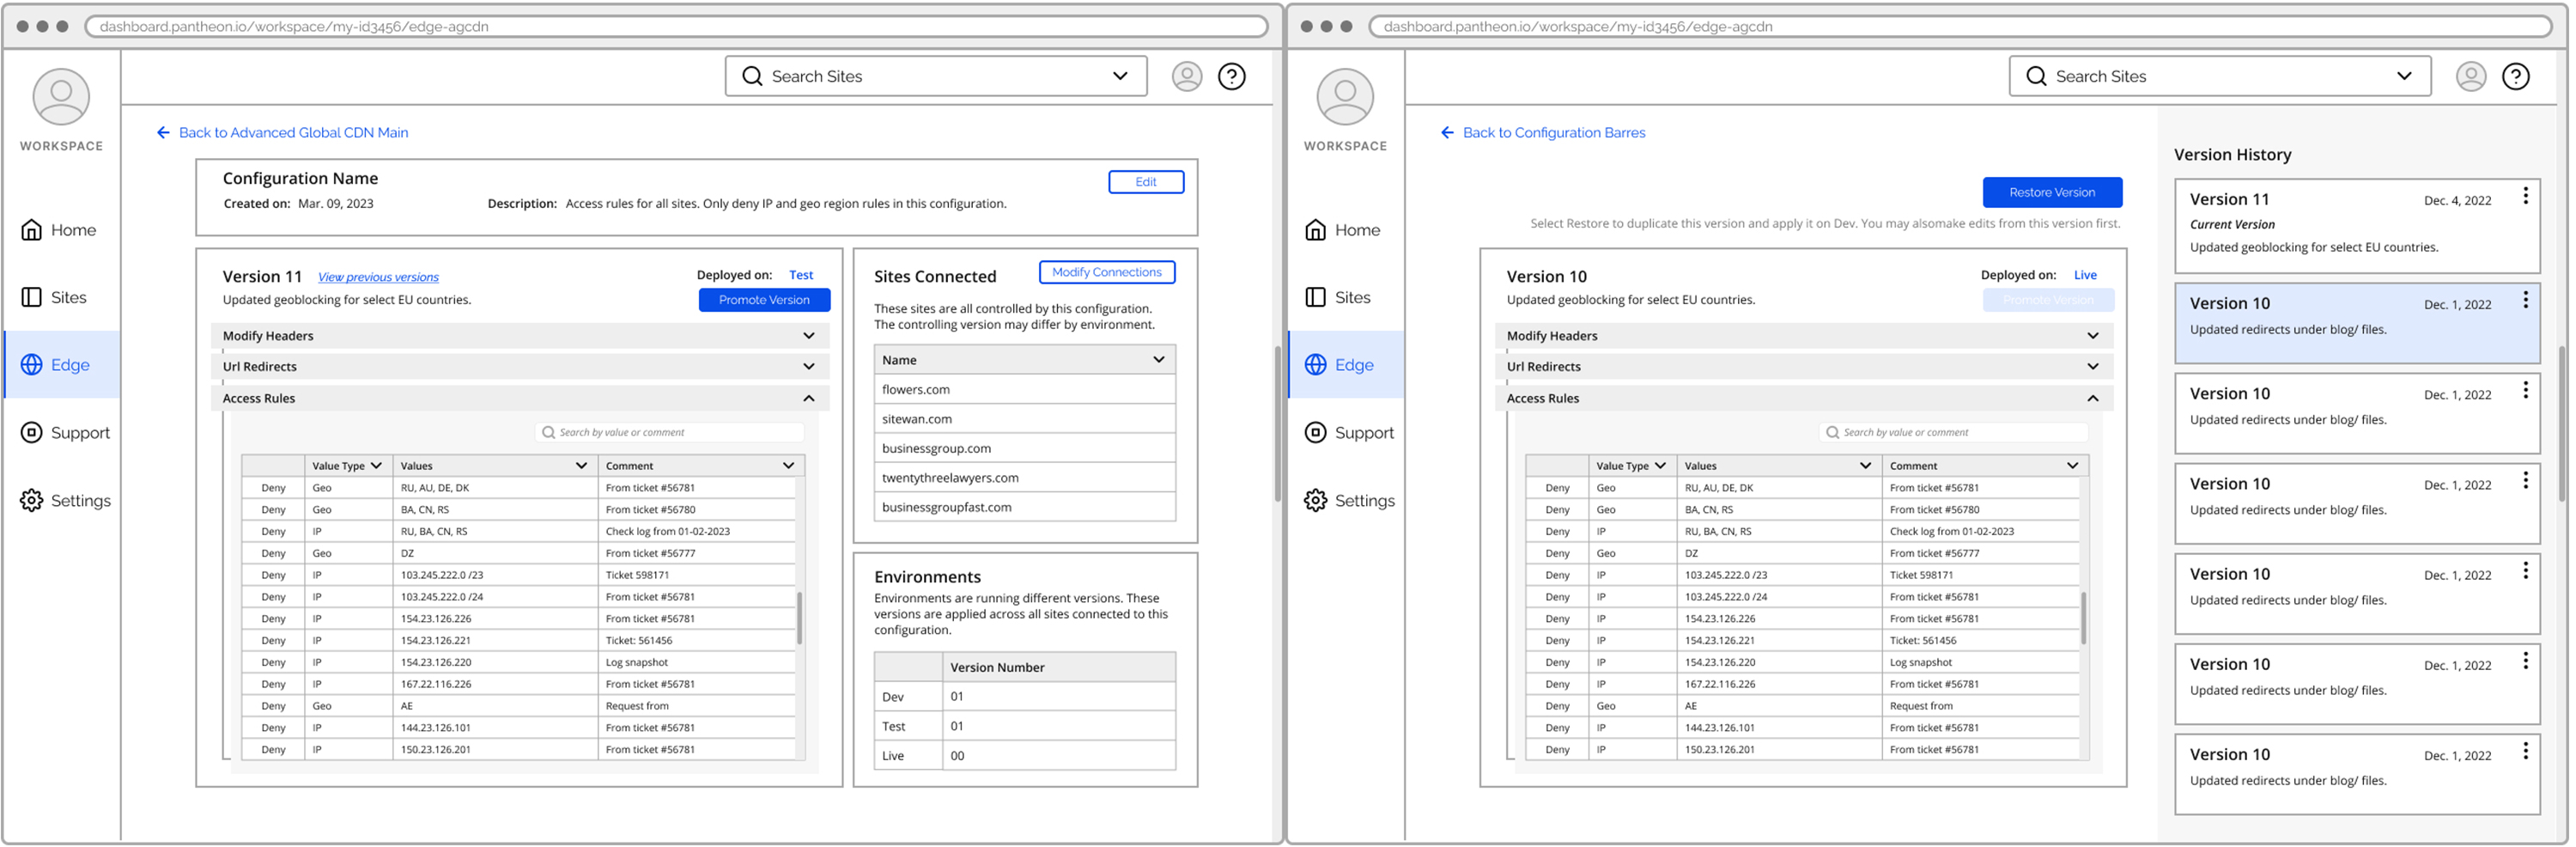 dashboard.pantheon.io/workspace/my-id3456/edge-agcdn
Search Sites
WORKSPACE
Home
Sites
Edge
Support
Settings
Back to Advanced Global CDN Main
Configuration Name
Edit
Created on: Mar. 09, 2023 Description: Access rules for all sites. Only deny IP and geo region rules in this configuration.
Version 11 View previous versions
Deployed on: Test
Updated geoblocking for select EU countries.
Promote Version
Modify Headers
Url Redirects
Access Rules
Search by value or comment
Value Type Values Comment
Deny Geo RU, AU, DE, DK From ticket #56781
Deny Geo BA, CN, RS From ticket #56780
Deny IP RU, BA, CN, RS Check log from 01-02-2023
Deny Geo DZ From ticket #56777
Deny IP 103.245.222.0 /23 Ticket 598171
Deny IP 103.245.222.0 /24 From ticket #56781
Deny IP 154.23.126.226 From ticket #56781
Deny IP 154.23.126.221 Ticket: 561456
Deny IP 154.23.126.220 Log snapshot
Deny IP 167.22.116.226 From ticket #56781
Deny Geo AE Request from
Deny IP 144.23.126.101 From ticket #56781
Deny IP 150.23.126.201 From ticket #56781
Sites Connected
Modify Connections
These sites are all controlled by this configuration.
The controlling version may differ by environment.
Name
flowers.com
sitewan.com
businessgroup.com
twentythreelawyers.com
businessgroupfast.com
Environments
Environments are running different versions. These
versions are applied across all sites connected to this
configuration.
Version Number
Dev 01
Test 01
Live 00
dashboard.pantheon.io/workspace/my-id3456/edge-agcdn
Search Sites
WORKSPACE
Home
Sites
Edge
Support
Settings
Back to Configuration Barres
Restore Version
Select Restore to duplicate this version and apply it on Dev. You may alsomake edits from this version first.
Version 10
Deployed on: Live
Updated geoblocking for select EU countries.
Promote Version
Modify Headers
Url Redirects
Access Rules
Search by value or comment
Value Type Values Comment
Deny Geo RU, AU, DE, DK From ticket #56781
Deny Geo BA, CN, RS From ticket #56780
Deny IP RU, BA, CN, RS Check log from 01-02-2023
Deny Geo DZ From ticket #56777
Deny IP 103.245.222.0 /23 Ticket 598171
Deny IP 103.245.222.0 /24 From ticket #56781
Deny IP 154.23.126.226 From ticket #56781
Deny IP 154.23.126.221 Ticket: 561456
Deny IP 154.23.126.220 Log snapshot
Deny IP 167.22.116.226 From ticket #56781
Deny Geo AE Request from
Deny IP 144.23.126.101 From ticket #56781
Deny IP 150.23.126.201 From ticket #56781
Version History
Version 11 Dec. 4, 2022
Current Version
Updated geoblocking for select EU countries.
Version 10 Dec. 1, 2022
Updated redirects under blog/ files.
Version 10 Dec. 1, 2022
Updated redirects under blog/ files.
Version 10 Dec. 1, 2022
Updated redirects under blog/ files.
Version 10 Dec. 1, 2022
Updated redirects under blog/ files.
Version 10 Dec. 1, 2022
Updated redirects under blog/ files.
Version 10 Dec. 1, 2022
Updated redirects under blog/ files.